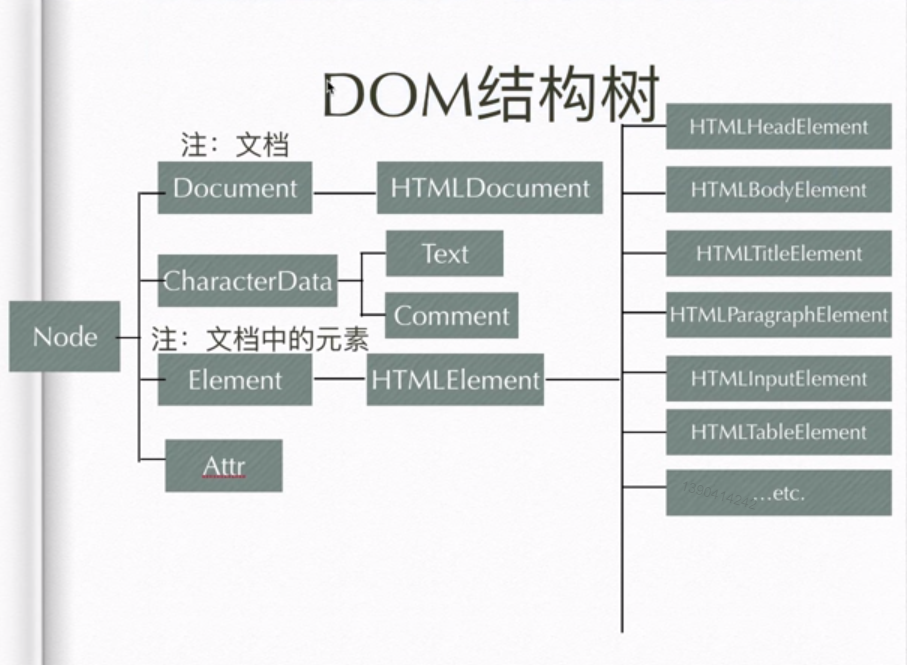 DOM结构树
注：文档
Document
HTMLDocument
CharacterData
Text
Comment
Node
注：文档中的元素
Element
HTMLElement
Attr
HTMLHeadElement
HTMLBodyElement
HTMLTitleElement
HTMLParagraphElement
HTMLInputElement
HTMLTableElement
...etc.